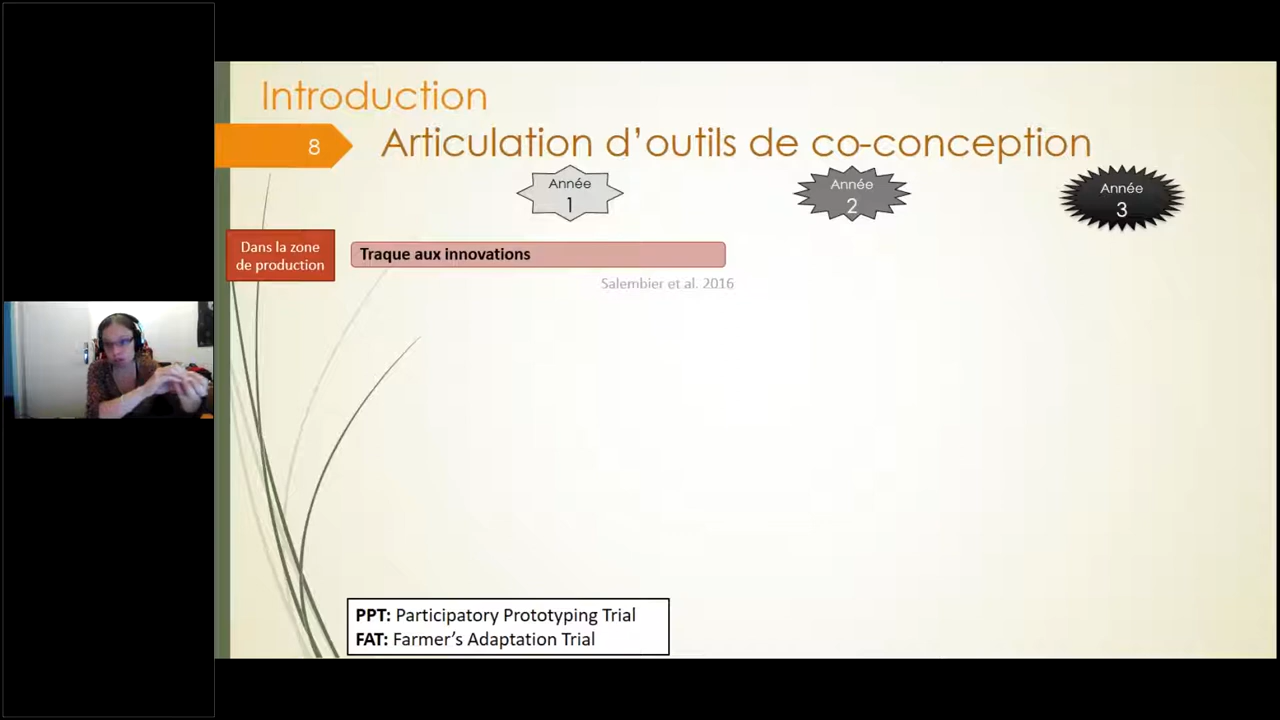 Introduction
8
Articulation d’outils de co-conception
Année
1
Année
2
Année
3
Dans la zone
de production
Traque aux innovations
Salembier et al. 2016
PPT: Participatory Prototyping Trial
FAT: Farmer’s Adaptation Trial